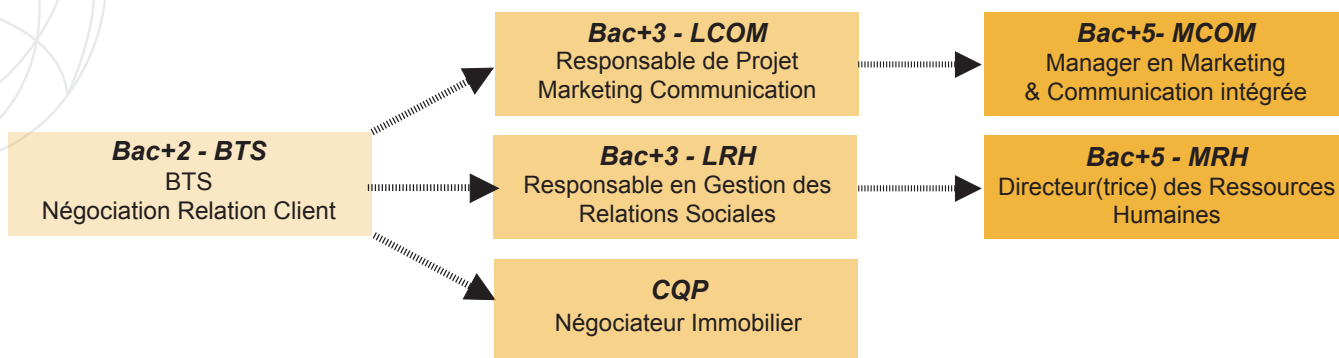 Bac+2 - BTS
BTS
Négociation Relation Client
Bac+3 - LCOM
Responsable de Projet
Marketing Communication
Bac+5- MCOM
Manager en Marketing
& Communication intégrée
Bac+3 - LRH
Responsable en Gestion des
Relations Sociales
Bac+5 - MRH
Directeur(trice) des Ressources
Humaines
CQP
Négociateur Immobilier